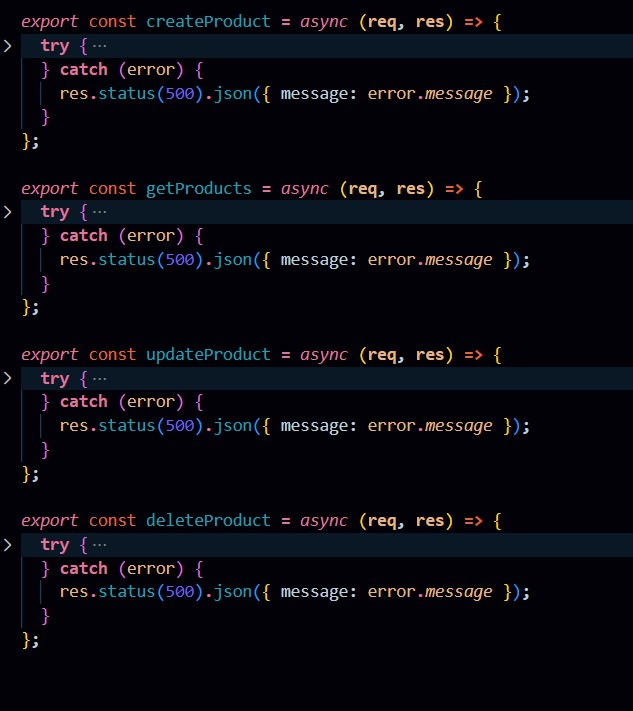 export const createProduct = async (req, res) => {
  try {···
  } catch (error) {
    res.status(500).json({ message: error.message });
  }
};

export const getProducts = async (req, res) => {
  try {···
  } catch (error) {
    res.status(500).json({ message: error.message });
  }
};

export const updateProduct = async (req, res) => {
  try {···
  } catch (error) {
    res.status(500).json({ message: error.message });
  }
};

export const deleteProduct = async (req, res) => {
  try {···
  } catch (error) {
    res.status(500).json({ message: error.message });
  }
};